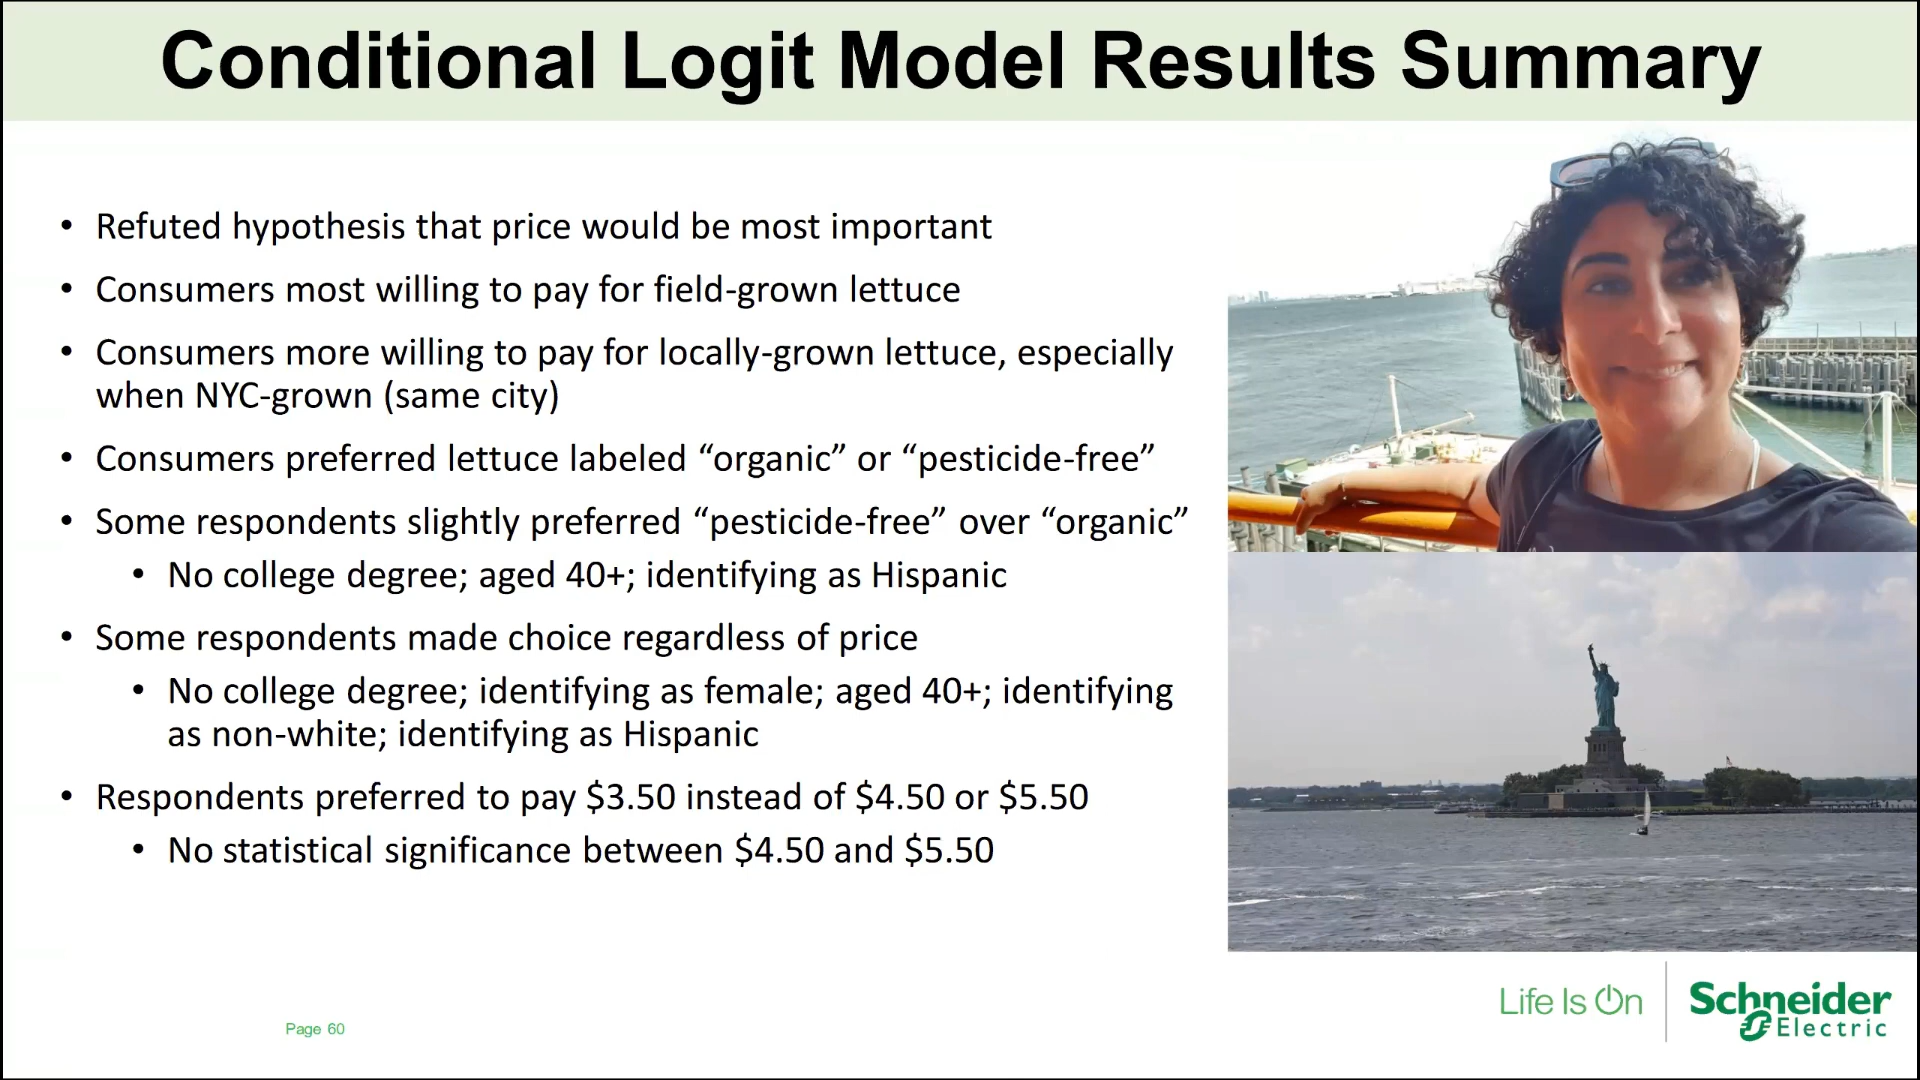 Conditional Logit Model Results Summary
• Refuted hypothesis that price would be most important
• Consumers most willing to pay for field-grown lettuce
• Consumers more willing to pay for locally-grown lettuce, especially
when NYC-grown (same city)
• Consumers preferred lettuce labeled “organic” or “pesticide-free”
• Some respondents slightly preferred “pesticide-free” over “organic”
• No college degree; aged 40+; identifying as Hispanic
• Some respondents made choice regardless of price
• No college degree; identifying as female; aged 40+; identifying
as non-white; identifying as Hispanic
• Respondents preferred to pay $3.50 instead of $4.50 or $5.50
• No statistical significance between $4.50 and $5.50
Page 60
Life Is On
Schneider
Electric